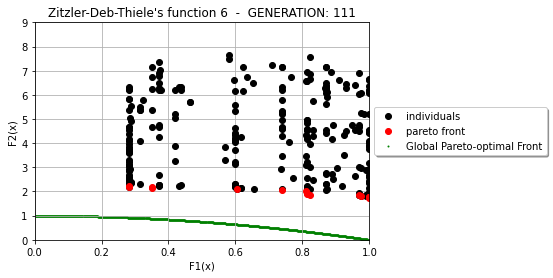 Zitzler-Deb-Thiele's function 6 - GENERATION: 111
9
8
7
6
5
4
3
2
1
0
F2(x)
0.0 0.2 0.4 0.6 0.8 1.0
F1(x)
individuals
pareto front
Global Pareto-optimal Front